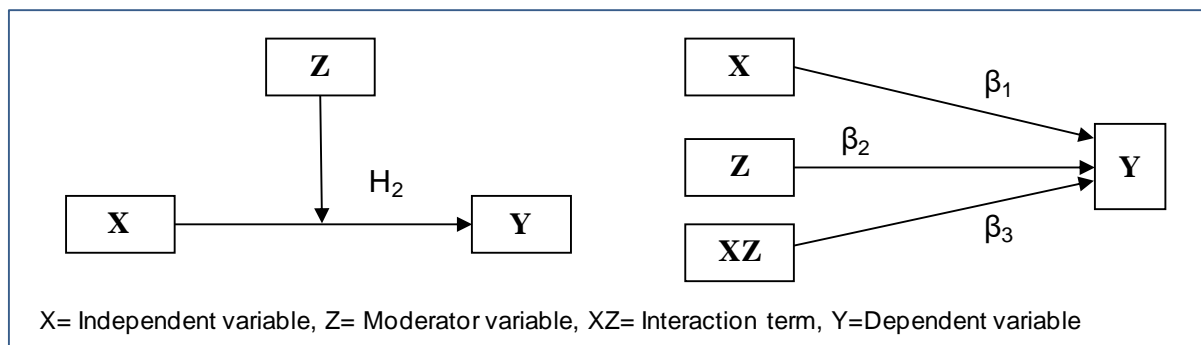 Z
H₂
X
Y
X
β₁
Z
β₂
Y
XZ
β₃
X= Independent variable, Z= Moderator variable, XZ= Interaction term, Y=Dependent variable